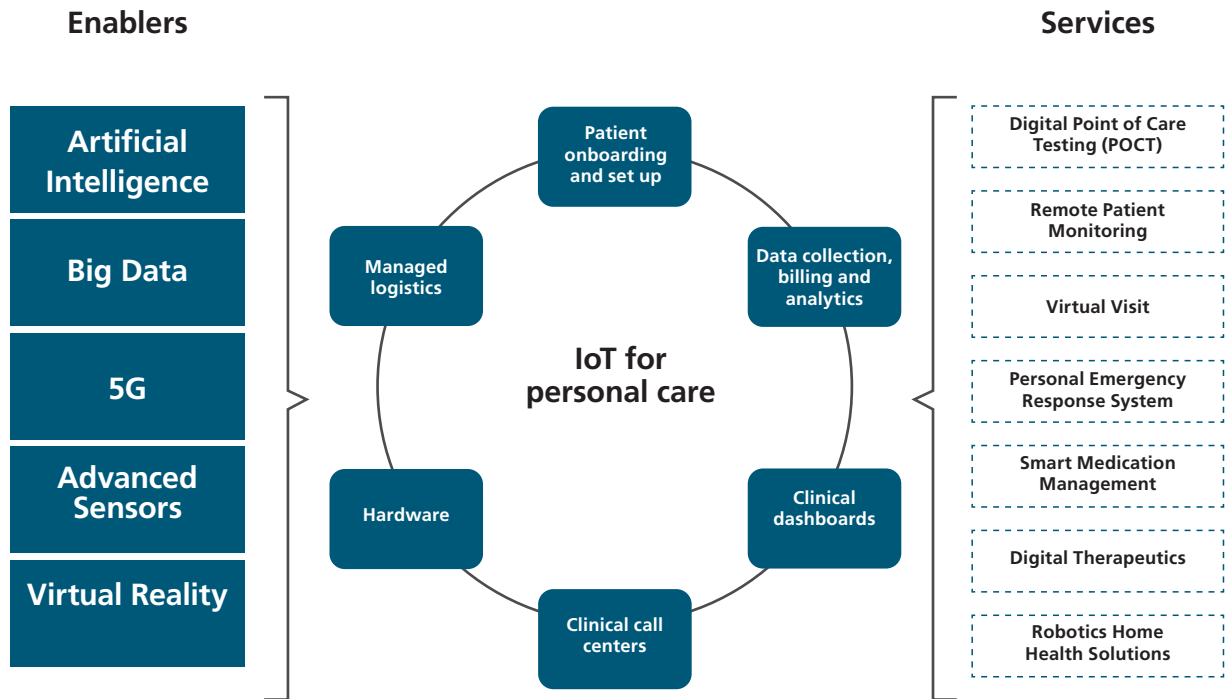 Enablers
Artificial
Intelligence
Big Data
5G
Advanced
Sensors
Virtual Reality
Patient
onboarding
and set up
Managed
logistics
Data collection,
billing and
analytics
IoT for
personal care
Hardware
Clinical
dashboards
Clinical call
centers
Services
Digital Point of Care
Testing (POCT)
Remote Patient
Monitoring
Virtual Visit
Personal Emergency
Response System
Smart Medication
Management
Digital Therapeutics
Robotics Home
Health Solutions